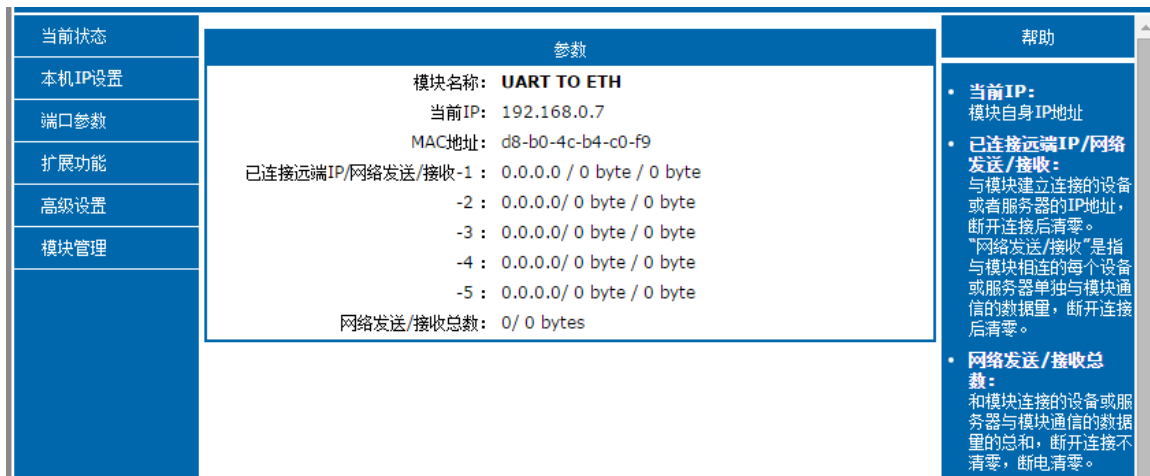 当前状态
本机IP设置
端口参数
扩展功能
高级设置
模块管理
参数
模块名称: UART TO ETH
当前IP: 192.168.0.7
MAC地址: d8-b0-4c-b4-c0-f9
已连接远端IP/网络发送/接收-1 : 0.0.0.0 / 0 byte / 0 byte
-2 : 0.0.0.0/ 0 byte / 0 byte
-3 : 0.0.0.0/ 0 byte / 0 byte
-4 : 0.0.0.0/ 0 byte / 0 byte
-5 : 0.0.0.0/ 0 byte / 0 byte
网络发送/接收总数: 0/ 0 bytes
帮助
• 当前IP:
模块自身IP地址
• 已连接远端IP/网络
发送/接收:
与模块建立连接的设备
或者服务器的IP地址，
断开连接后清零。
“网络发送/接收”是指
与模块相连的每个设备
或服务器单独与模块通
信的数据量，断开连接
后清零。
• 网络发送/接收总
数:
和模块连接的设备或服
务器与模块通信的数据
量的总和，断开连接不
清零，断电清零。